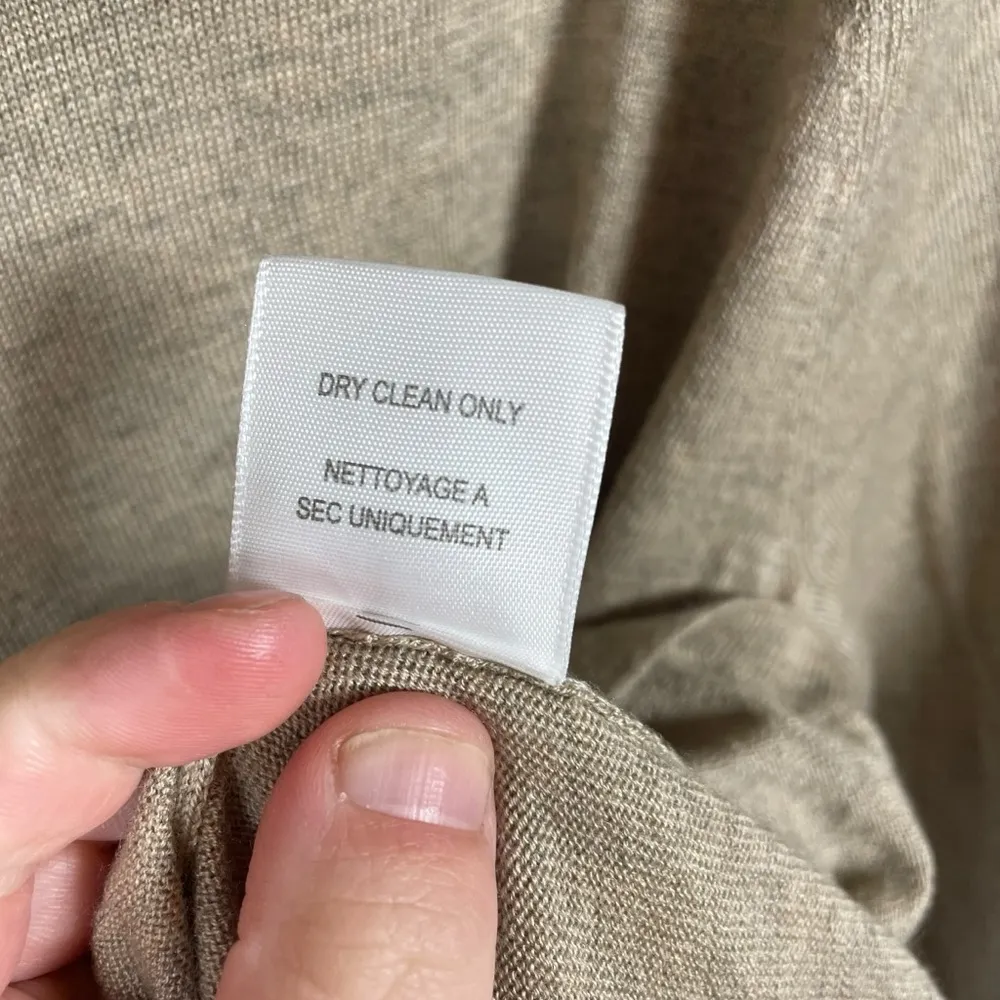 DRY CLEAN ONLY
NETTOYAGE A
SEC UNIQUEMENT